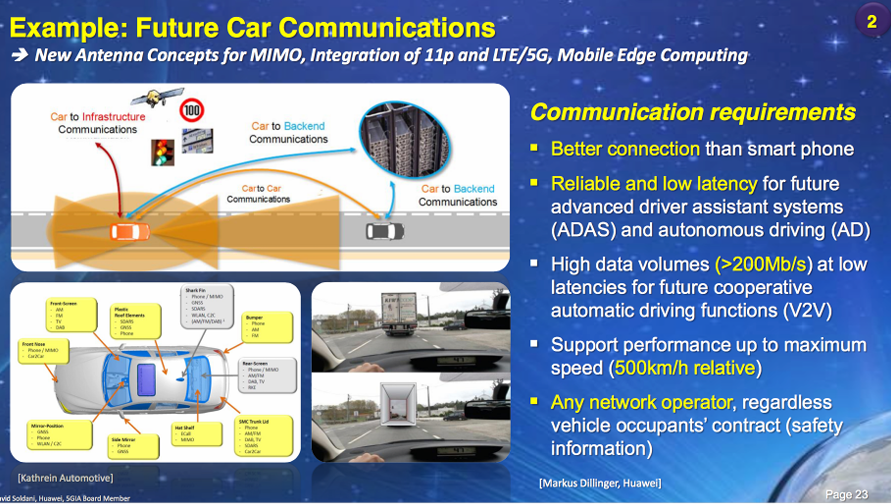 Example: Future Car Communications
2
➔ New Antenna Concepts for MIMO, Integration of 11p and LTE/5G, Mobile Edge Computing
Car to Infrastructure
Communications
100
Car to Backend
Communications
Car to Car
Communications
Car to Backend
Communications
Front-Screen
- AM
- FM
- TV
- DAB
Plastic
Roof Elements
- SDARS
- GNSS
- Phone
Shark Fin
- Phone / MIMO
- GNSS
- SDARS
- WLAN, C2C
- (AM/FM/DAB)
Bumper
- Phone
- AM
- FM
Front Nose
- Phone / MIMO
- Car2Car
Rear Screen
- Phone / MIMO
- AM/FM
- DAB, TV
- RKE
Mirror-Position
- GNSS
- Phone
- WLAN / C2C
Side Mirror
- Phone
- GNSS
Hat Shelf
- ECall
- MIMO
SMC Trunk Lid
- Phone
- AM/FM
- DAB, TV
- SDARS
- Car2Car
[Kathrein Automotive]
Communication requirements
▪ Better connection than smart phone
▪ Reliable and low latency for future
advanced driver assistant systems
(ADAS) and autonomous driving (AD)
▪ High data volumes (>200Mb/s) at low
latencies for future cooperative
automatic driving functions (V2V)
▪ Support performance up to maximum
speed (500km/h relative)
▪ Any network operator, regardless
vehicle occupants' contract (safety
information)
[Markus Dillinger, Huawei]
avid Soldani, Huawei, 5GIA Board Member
Page 23